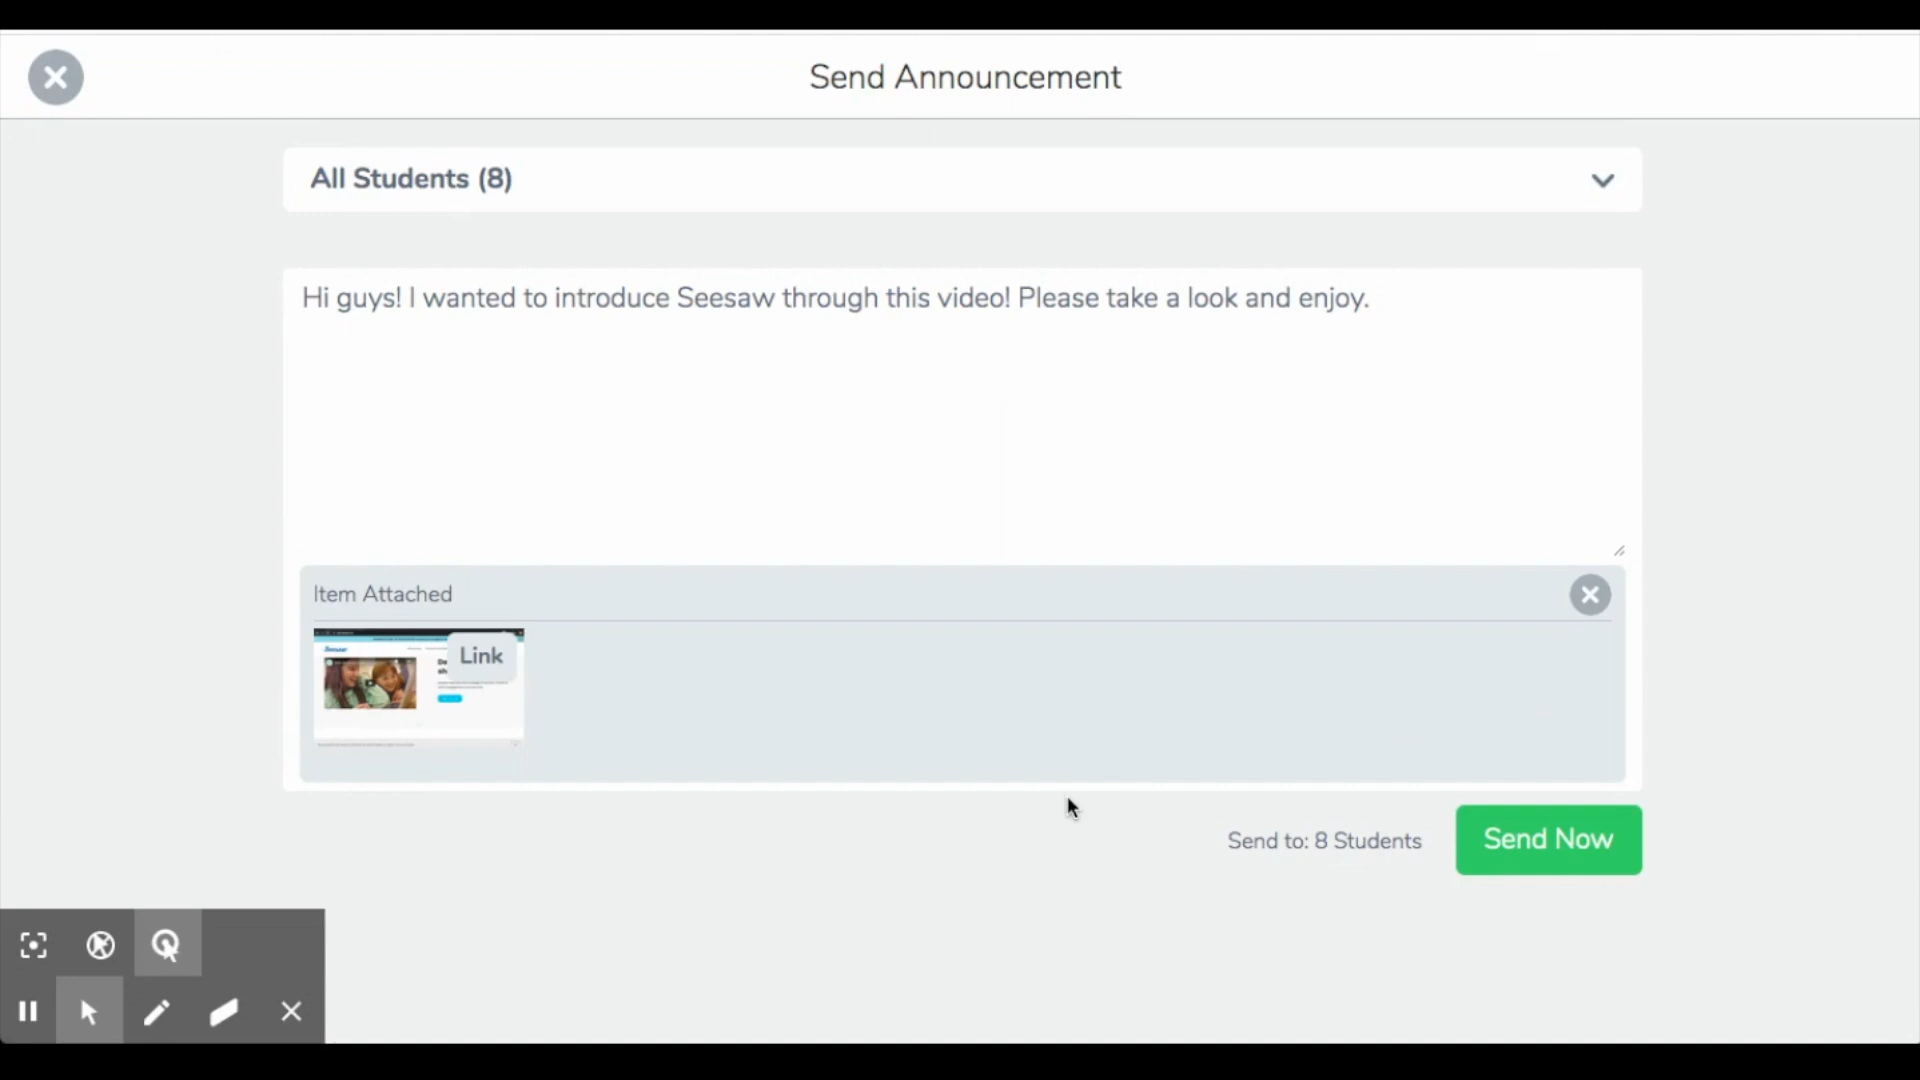 Send Announcement
All Students (8)
Hi guys! I wanted to introduce Seesaw through this video! Please take a look and enjoy.
Item Attached
Seesaw
Link
Send to: 8 Students
Send Now